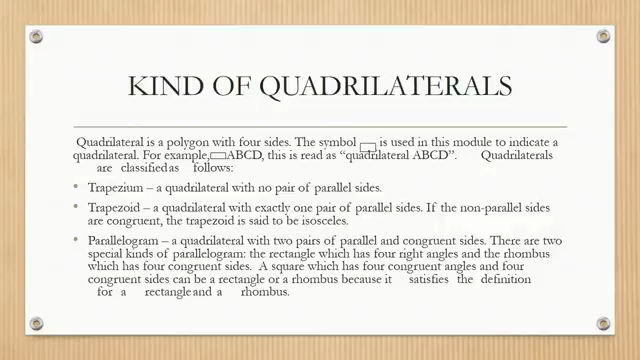 KIND OF QUADRILATERALS
Quadrilateral is a polygon with four sides. The symbol ▭ is used in this module to indicate a
quadrilateral. For example,▭ABCD, this is read as “quadrilateral ABCD”. Quadrilaterals
are classified as follows:
• Trapezium – a quadrilateral with no pair of parallel sides.
• Trapezoid – a quadrilateral with exactly one pair of parallel sides. If the non-parallel sides
are congruent, the trapezoid is said to be isosceles.
• Parallelogram – a quadrilateral with two pairs of parallel and congruent sides. There are two
special kinds of parallelogram: the rectangle which has four right angles and the rhombus
which has four congruent sides. A square which has four congruent angles and four
congruent sides can be a rectangle or a rhombus because it satisfies the definition
for a rectangle and a rhombus.